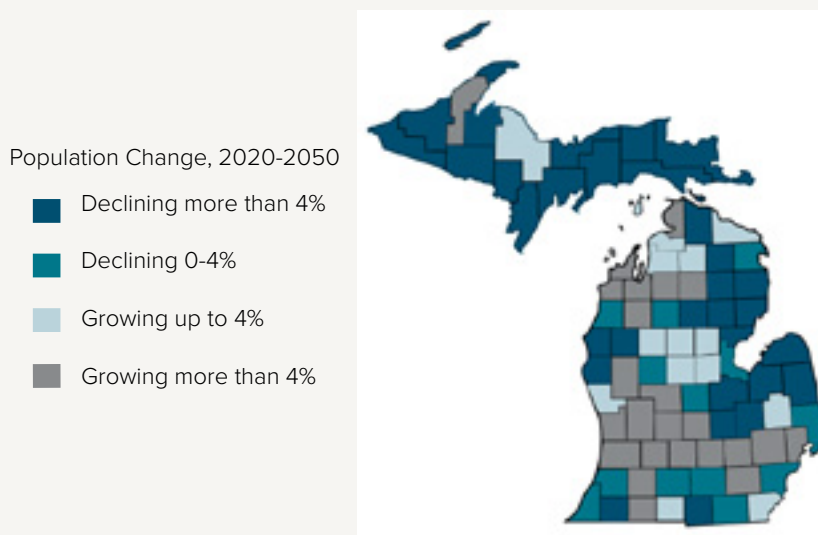 Population Change, 2020-2050
Declining more than 4%
Declining 0-4%
Growing up to 4%
Growing more than 4%